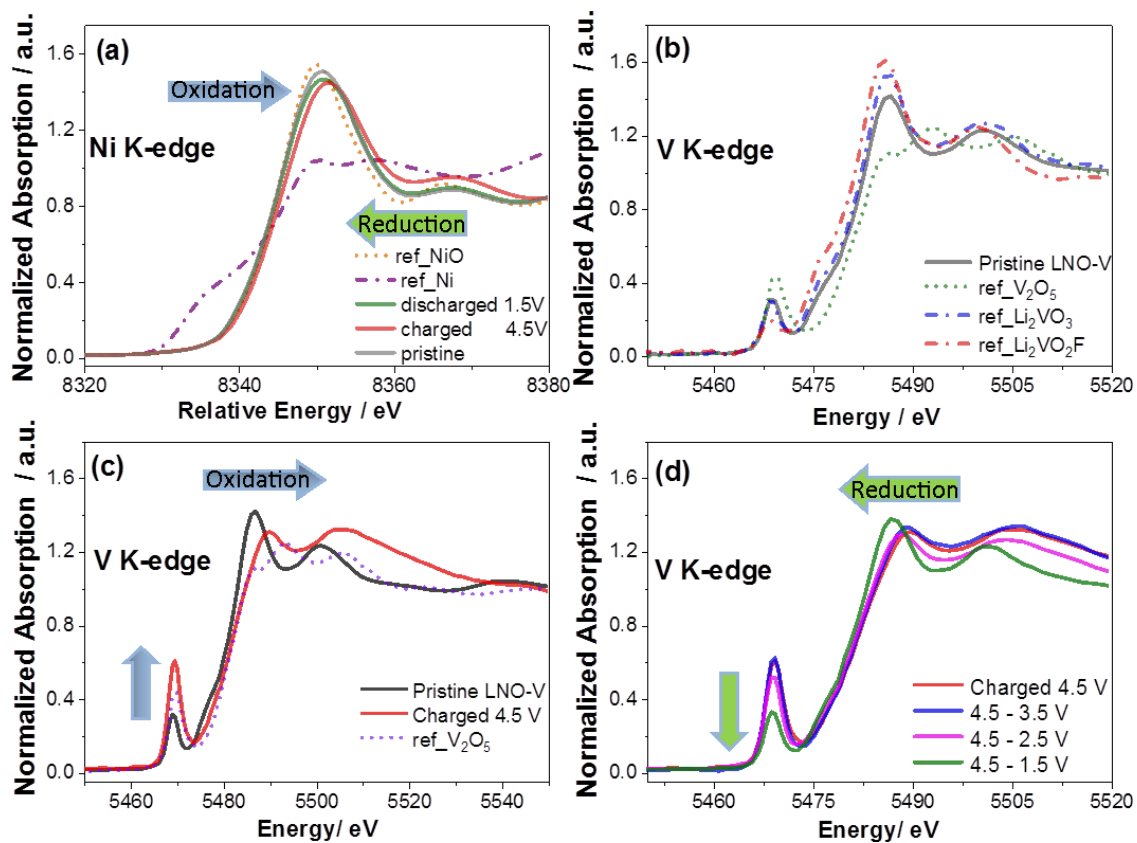 (a)
Oxidation
Ni K-edge
Reduction
ref_NiO
ref_Ni
discharged 1.5V
charged 4.5V
pristine
Normalized Absorption / a.u.
1.6
1.2
0.8
0.4
0.0
8320 8340 8360 8380
Relative Energy / eV
(b)
V K-edge
Pristine LNO-V
ref_V₂O₅
ref_Li₂VO₃
ref_Li₂VO₂F
Normalized Absorption / a.u.
1.6
1.2
0.8
0.4
0.0
5460 5475 5490 5505 5520
Energy / eV
(c)
Oxidation
V K-edge
Pristine LNO-V
Charged 4.5 V
ref_V₂O₅
Normalized Absorption / a.u.
1.6
1.2
0.8
0.4
0.0
5460 5480 5500 5520 5540
Energy/ eV
(d)
Reduction
V K-edge
Charged 4.5 V
4.5 - 3.5 V
4.5 - 2.5 V
4.5 - 1.5 V
Normalized Absorption / a.u.
1.6
1.2
0.8
0.4
0.0
5460 5475 5490 5505 5520
Energy/ eV